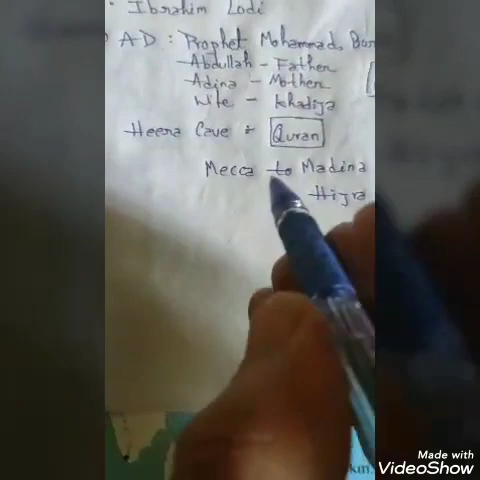 Ibrahim Lodi
AD : Prophet Mohammad,
Abdullah - Father
Adina - Mother
Wife - Khadija
Heera Cave : Quran
Mecca to Madina
Hijra
Made with
VideoShow